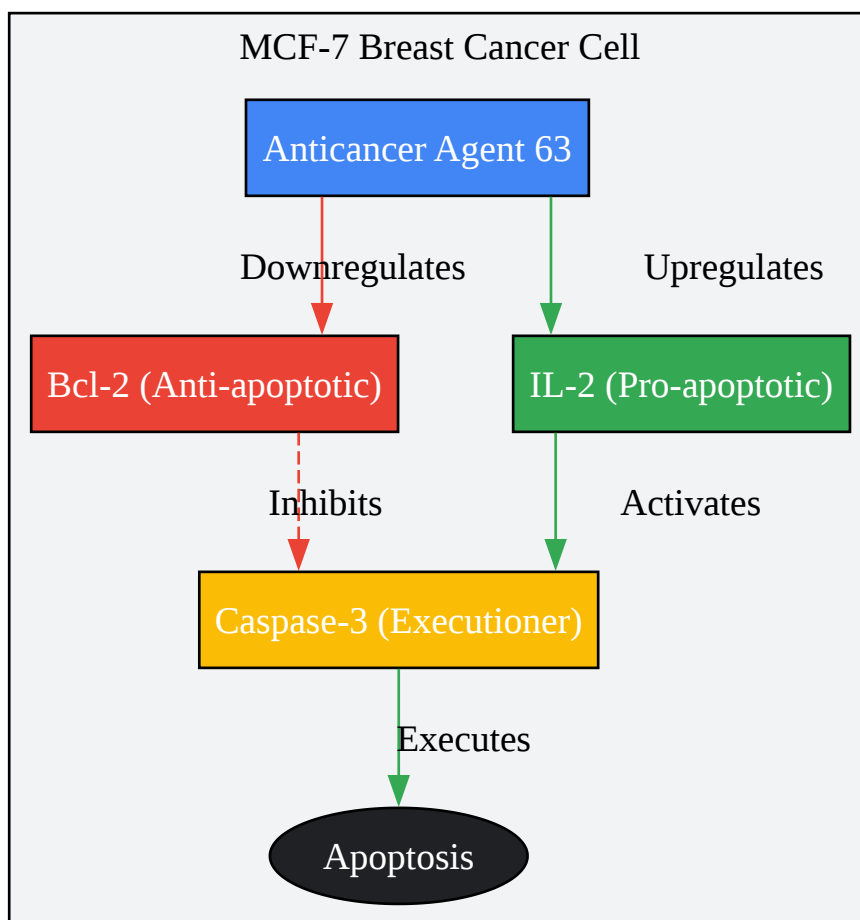 MCF-7 Breast Cancer Cell
Anticancer Agent 63
Downregulates
Upregulates
Bcl-2 (Anti-apoptotic)
IL-2 (Pro-apoptotic)
Inhibits
Activates
Caspase-3 (Executioner)
Executes
Apoptosis